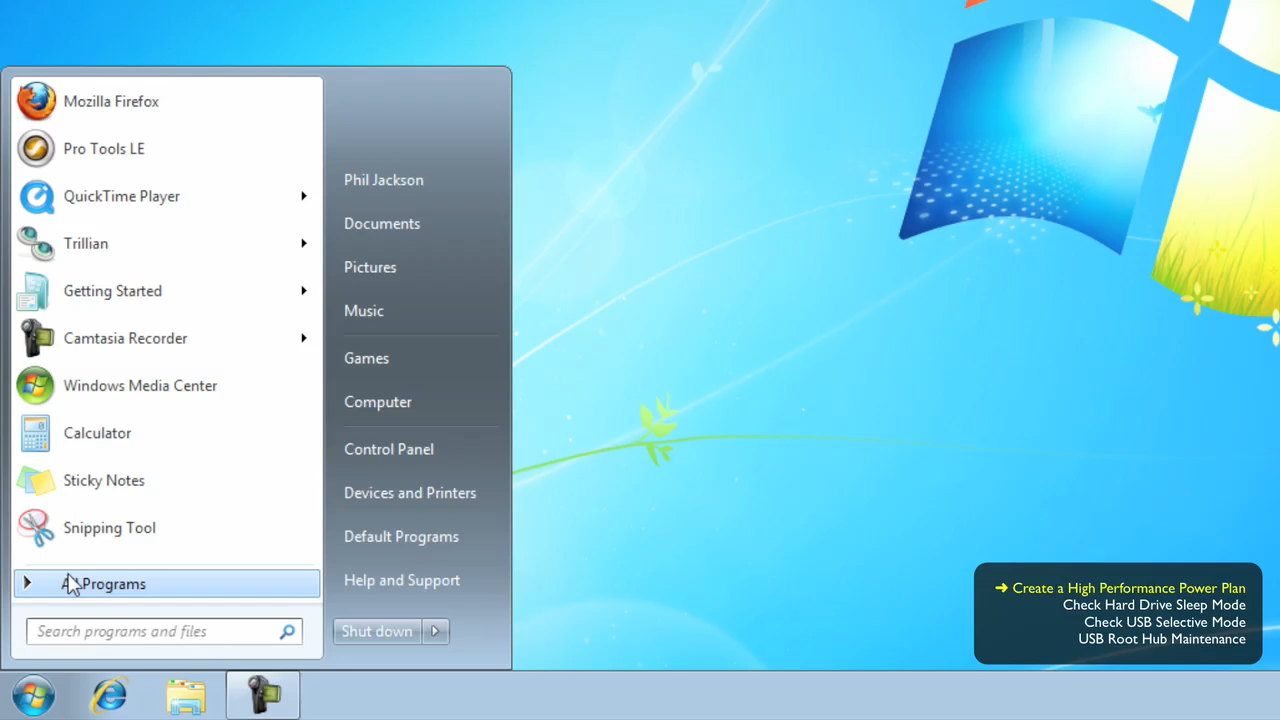 Mozilla Firefox
Pro Tools LE
QuickTime Player
Trillian
Getting Started
Camtasia Recorder
Windows Media Center
Calculator
Sticky Notes
Snipping Tool
All Programs
Search programs and files
Phil Jackson
Documents
Pictures
Music
Games
Computer
Control Panel
Devices and Printers
Default Programs
Help and Support
Shut down
➔ Create a High Performance Power Plan
Check Hard Drive Sleep Mode
Check USB Selective Mode
USB Root Hub Maintenance